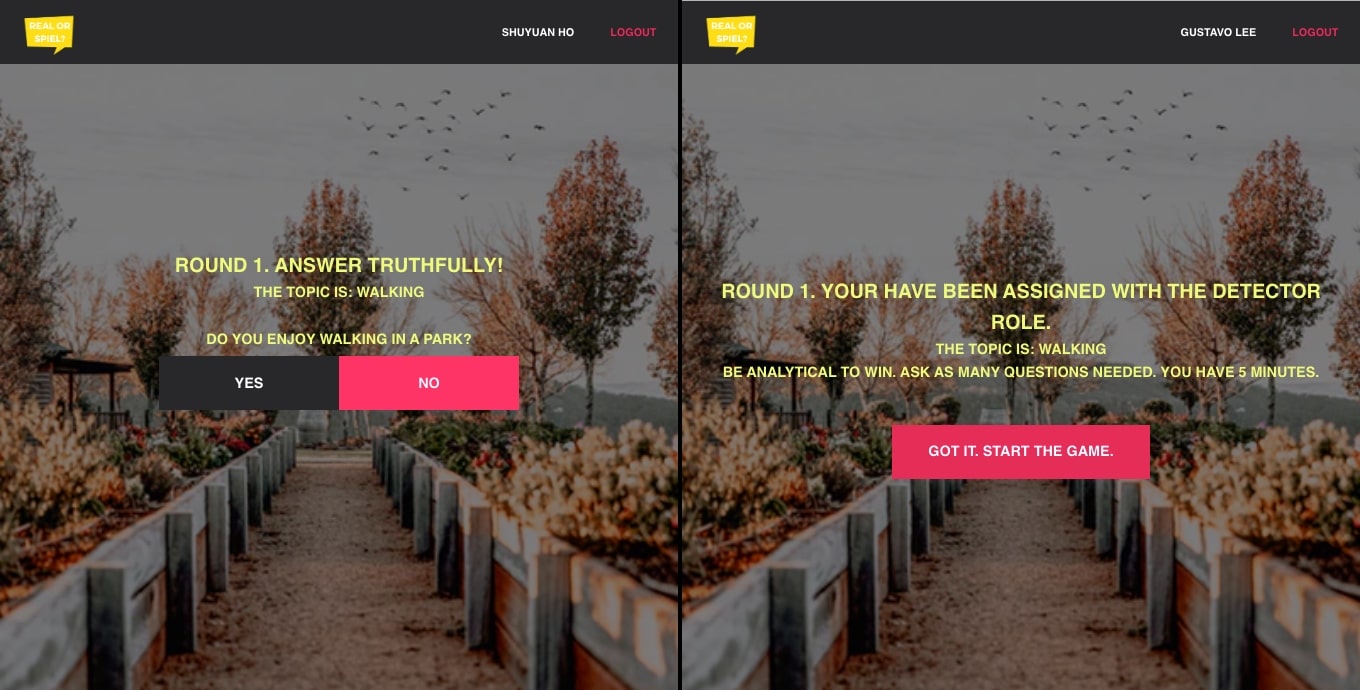 REAL OR
SPIEL?
SHUYUAN HO
LOGOUT
ROUND 1. ANSWER TRUTHFULLY!
THE TOPIC IS: WALKING
DO YOU ENJOY WALKING IN A PARK?
YES
NO
REAL OR
SPIEL?
GUSTAVO LEE
LOGOUT
ROUND 1. YOUR HAVE BEEN ASSIGNED WITH THE DETECTOR
ROLE.
THE TOPIC IS: WALKING
BE ANALYTICAL TO WIN. ASK AS MANY QUESTIONS NEEDED. YOU HAVE 5 MINUTES.
GOT IT. START THE GAME.